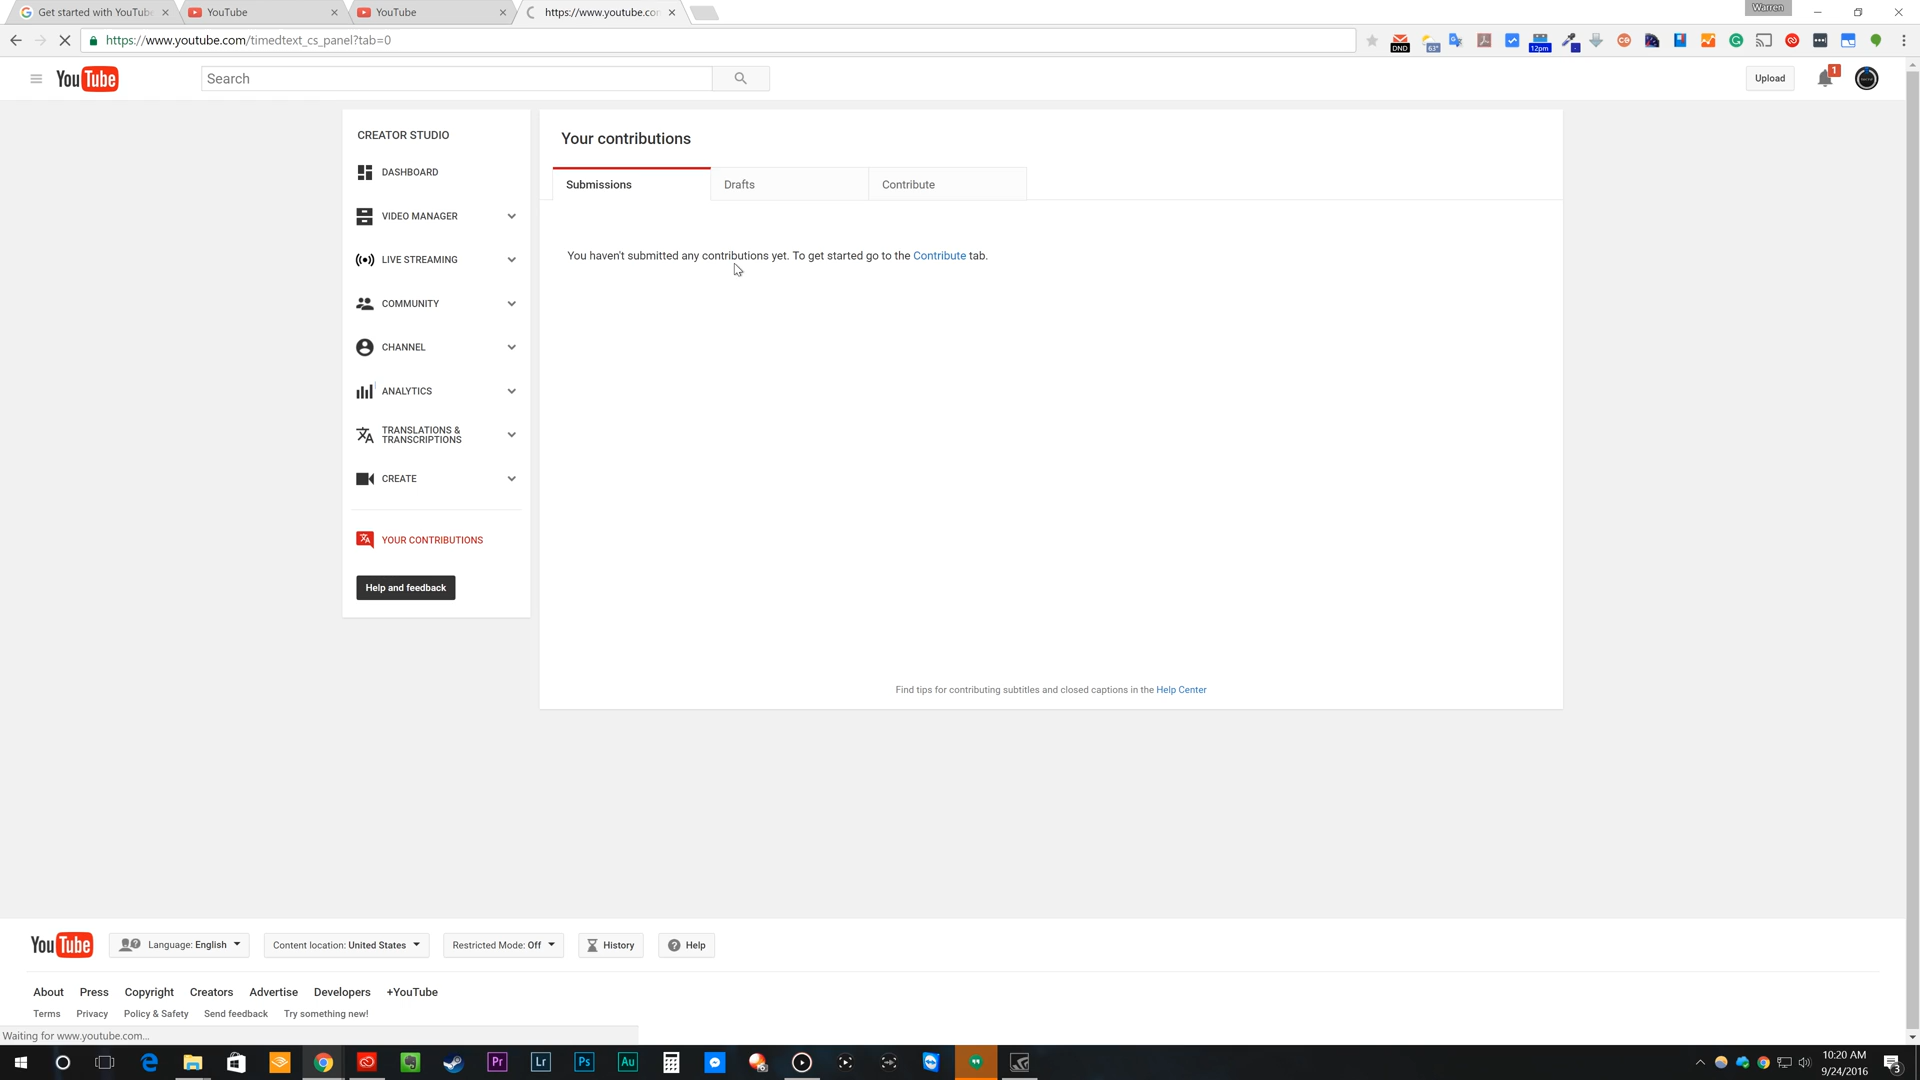 Get started with YouTub
YouTube
YouTube
https://www.youtube.co
Warren
https://www.youtube.com/timedtext_cs_panel?tab=0
DND
63°
12pm
YouTube
Search
Upload
1
CREATOR STUDIO
DASHBOARD
VIDEO MANAGER
LIVE STREAMING
COMMUNITY
CHANNEL
ANALYTICS
TRANSLATIONS &
TRANSCRIPTIONS
CREATE
YOUR CONTRIBUTIONS
Help and feedback
Your contributions
Submissions
Drafts
Contribute
You haven't submitted any contributions yet. To get started go to the Contribute tab.
Find tips for contributing subtitles and closed captions in the Help Center
YouTube
Language: English
Content location: United States
Restricted Mode: Off
History
Help
About Press Copyright Creators Advertise Developers +YouTube
Terms Privacy Policy & Safety Send feedback Try something new!
Waiting for www.youtube.com...
Pr
Lr
Ps
Au
10:20 AM
9/24/2016
3